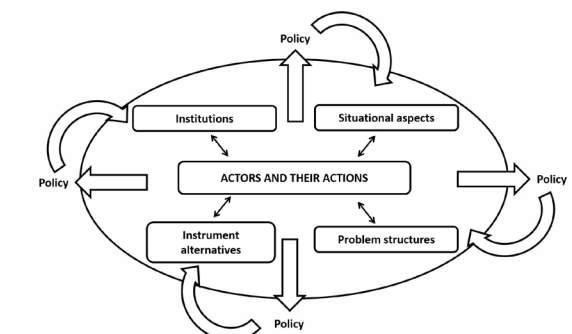 Policy
Institutions
Situational aspects
ACTORS AND THEIR ACTIONS
Policy
Policy
Instrument
alternatives
Problem structures
Policy